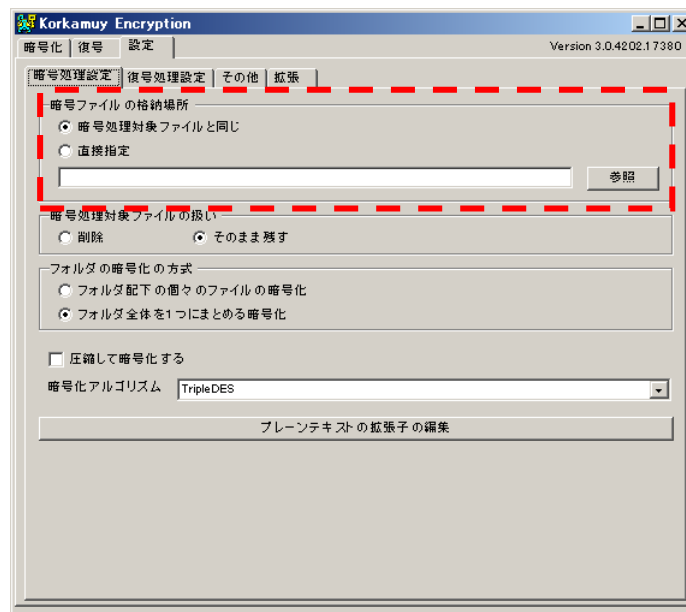 Korkamuy Encryption
暗号化 復号 設定 Version 3.0.4202.17380
暗号処理設定 復号処理設定 その他 拡張
暗号ファイルの格納場所
暗号処理対象ファイルと同じ
直接指定
参照
暗号処理対象ファイルの扱い
削除 そのまま残す
フォルダの暗号化の方式
フォルダ配下の個々のファイルの暗号化
フォルダ全体を1つにまとめる暗号化
圧縮して暗号化する
暗号化アルゴリズム TripleDES
プレーンテキストの拡張子の編集